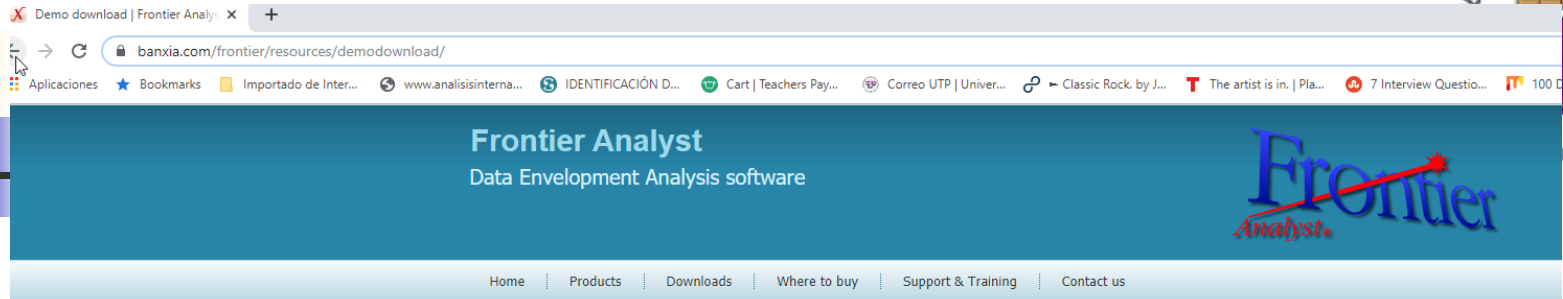 Demo download | Frontier Analy
banxia.com/frontier/resources/demodownload/
Aplicaciones Bookmarks Importado de Inter... www.analisisinterna... IDENTIFICACIÓN D... Cart | Teachers Pay... Correo UTP | Univer... ► Classic Rock. by J... The artist is in. | Pla... 7 Interview Questio... 100 D
Frontier Analyst
Data Envelopment Analysis software
Frontier
Analyst®
Home Products Downloads Where to buy Support & Training Contact us